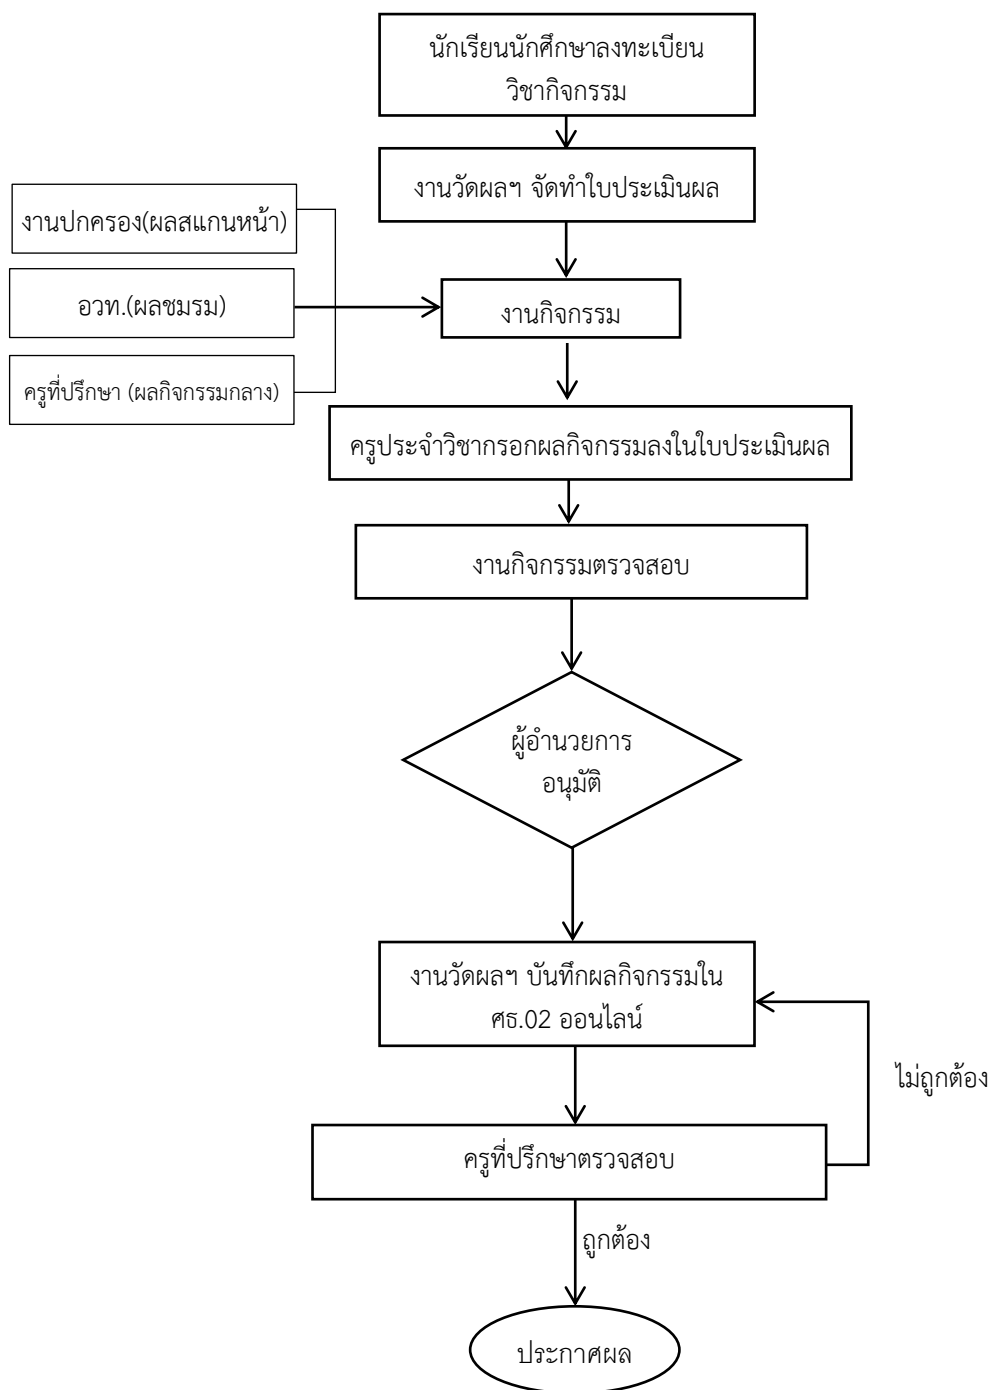 นักเรียนนักศึกษาลงทะเบียน
วิชากิจกรรม
งานวัดผลฯ จัดทำใบประเมินผล
งานปกครอง(ผลสแกนหน้า)
อวท.(ผลชมรม)
ครูที่ปรึกษา (ผลกิจกรรมกลาง)
งานกิจกรรม
ครูประจำวิชากรอกผลกิจกรรมลงในใบประเมินผล
งานกิจกรรมตรวจสอบ
ผู้อำนวยการ
อนุมัติ
งานวัดผลฯ บันทึกผลกิจกรรมใน
ศธ.02 ออนไลน์
ไม่ถูกต้อง
ครูที่ปรึกษาตรวจสอบ
ถูกต้อง
ประกาศผล